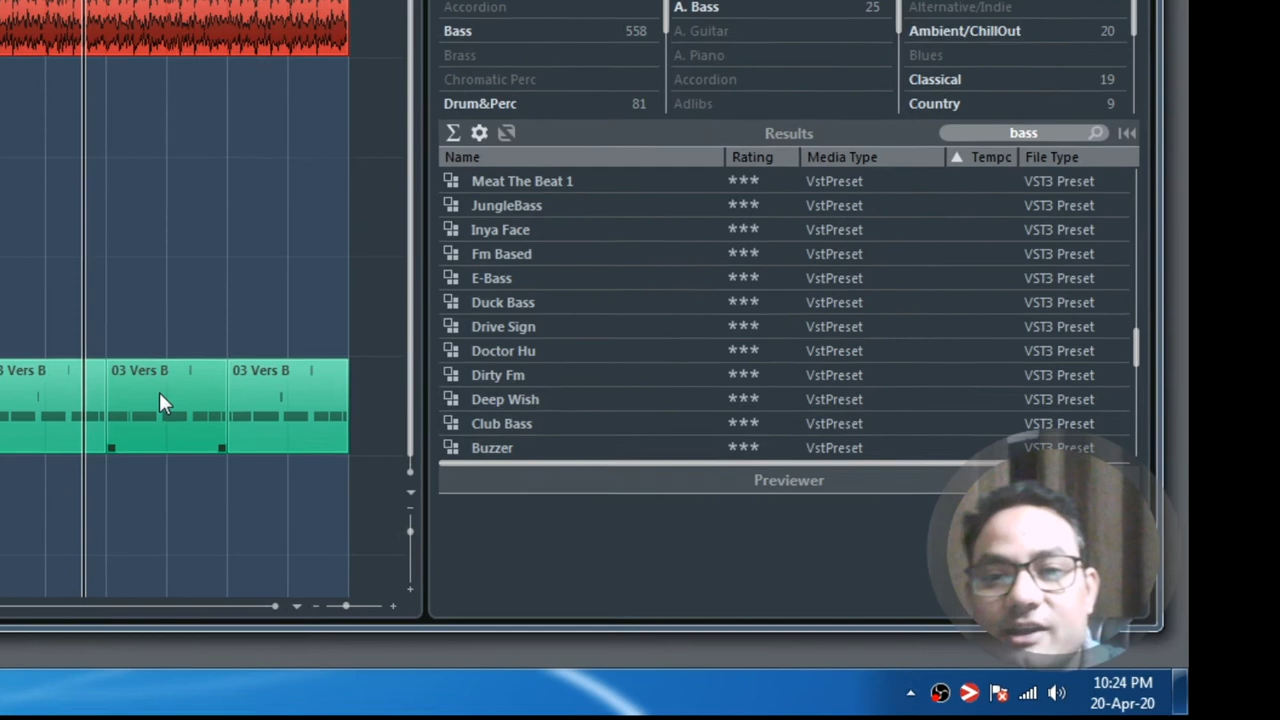 Accordion
Bass 558
Brass
Chromatic Perc
Drum&Perc 81
A. Bass 25
A. Guitar
A. Piano
Accordion
Adlibs
Alternative/Indie
Ambient/ChillOut 20
Blues
Classical 19
Country 9
Results
bass
Name Rating Media Type Tempc File Type
Meat The Beat 1 *** VstPreset VST3 Preset
JungleBass *** VstPreset VST3 Preset
Inya Face *** VstPreset VST3 Preset
Fm Based *** VstPreset VST3 Preset
E-Bass *** VstPreset VST3 Preset
Duck Bass *** VstPreset VST3 Preset
Drive Sign *** VstPreset VST3 Preset
Doctor Hu *** VstPreset VST3 Preset
Dirty Fm *** VstPreset VST3 Preset
Deep Wish *** VstPreset VST3 Preset
Club Bass *** VstPreset VST3 Preset
Buzzer *** VstPreset VST3 Preset
Previewer
3 Vers B
03 Vers B
03 Vers B
10:24 PM
20-Apr-20